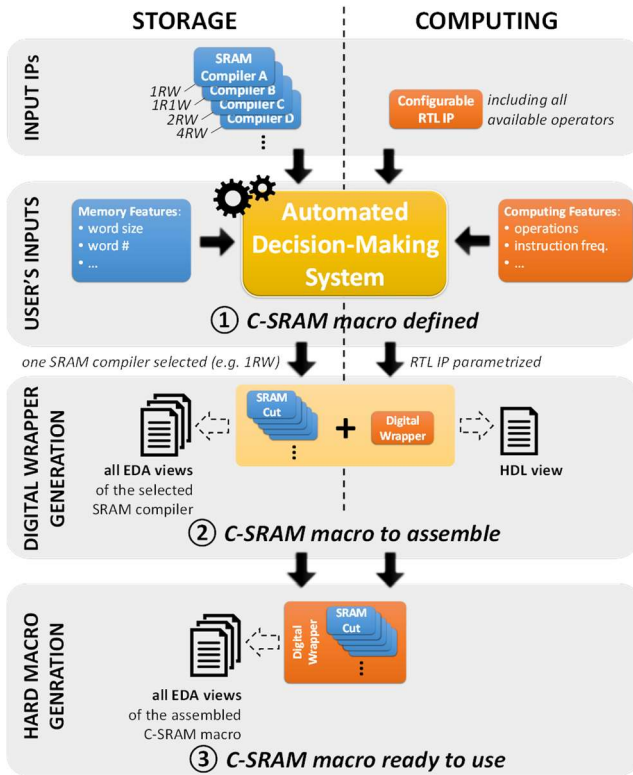 STORAGE
COMPUTING
INPUT IPs
SRAM
Compiler A
Compiler B
Compiler C
Compiler D
1RW
1R1W
2RW
4RW
Configurable
RTL IP
including all
available operators
USER'S INPUTS
Memory Features:
• word size
• word #
• ...
Automated
Decision-Making
System
Computing Features:
• operations
• instruction freq.
• ...
① C-SRAM macro defined
one SRAM compiler selected (e.g. 1RW)
RTL IP parametrized
DIGITAL WRAPPER
GENERATION
SRAM
Cut
+
Digital
Wrapper
all EDA views
of the selected
SRAM compiler
HDL view
② C-SRAM macro to assemble
HARD MACRO
GENRATION
Digital
Wrapper
SRAM
Cut
all EDA views
of the assembled
C-SRAM macro
③ C-SRAM macro ready to use